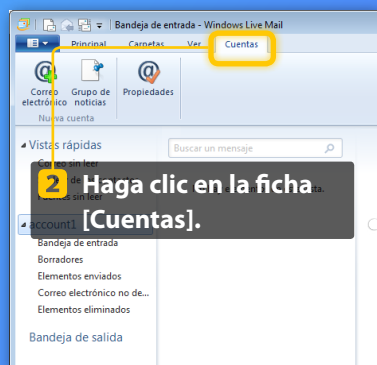 Bandeja de entrada - Windows Live Mail
Principal Carpetas Ver Cuentas
Correo electrónico
Grupo de noticias
Propiedades
Nueva cuenta
Vistas rápidas
Correo sin leer
Buscar un mensaje
2 Haga clic en la ficha
[Cuentas].
account1
Bandeja de entrada
Borradores
Elementos enviados
Correo electrónico no de...
Elementos eliminados
Bandeja de salida